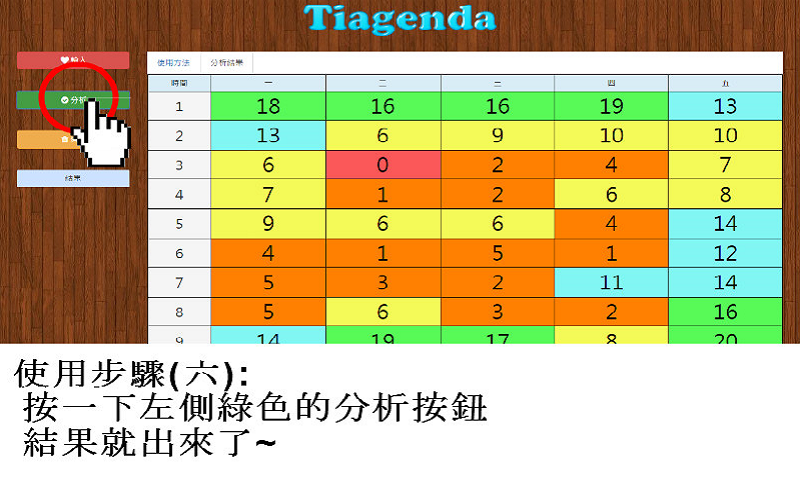 Tiagenda
輸入
使用方法 分析結果
分析
結果
時間 一 二 三 四 五
1 18 16 16 19 13
2 13 6 9 10 10
3 6 0 2 4 7
4 7 1 2 6 8
5 9 6 6 4 14
6 4 1 5 1 12
7 5 3 2 11 14
8 5 6 3 2 16
9 14 19 17 8 20
使用步驟(六):
按一下左側綠色的分析按鈕
結果就出來了~